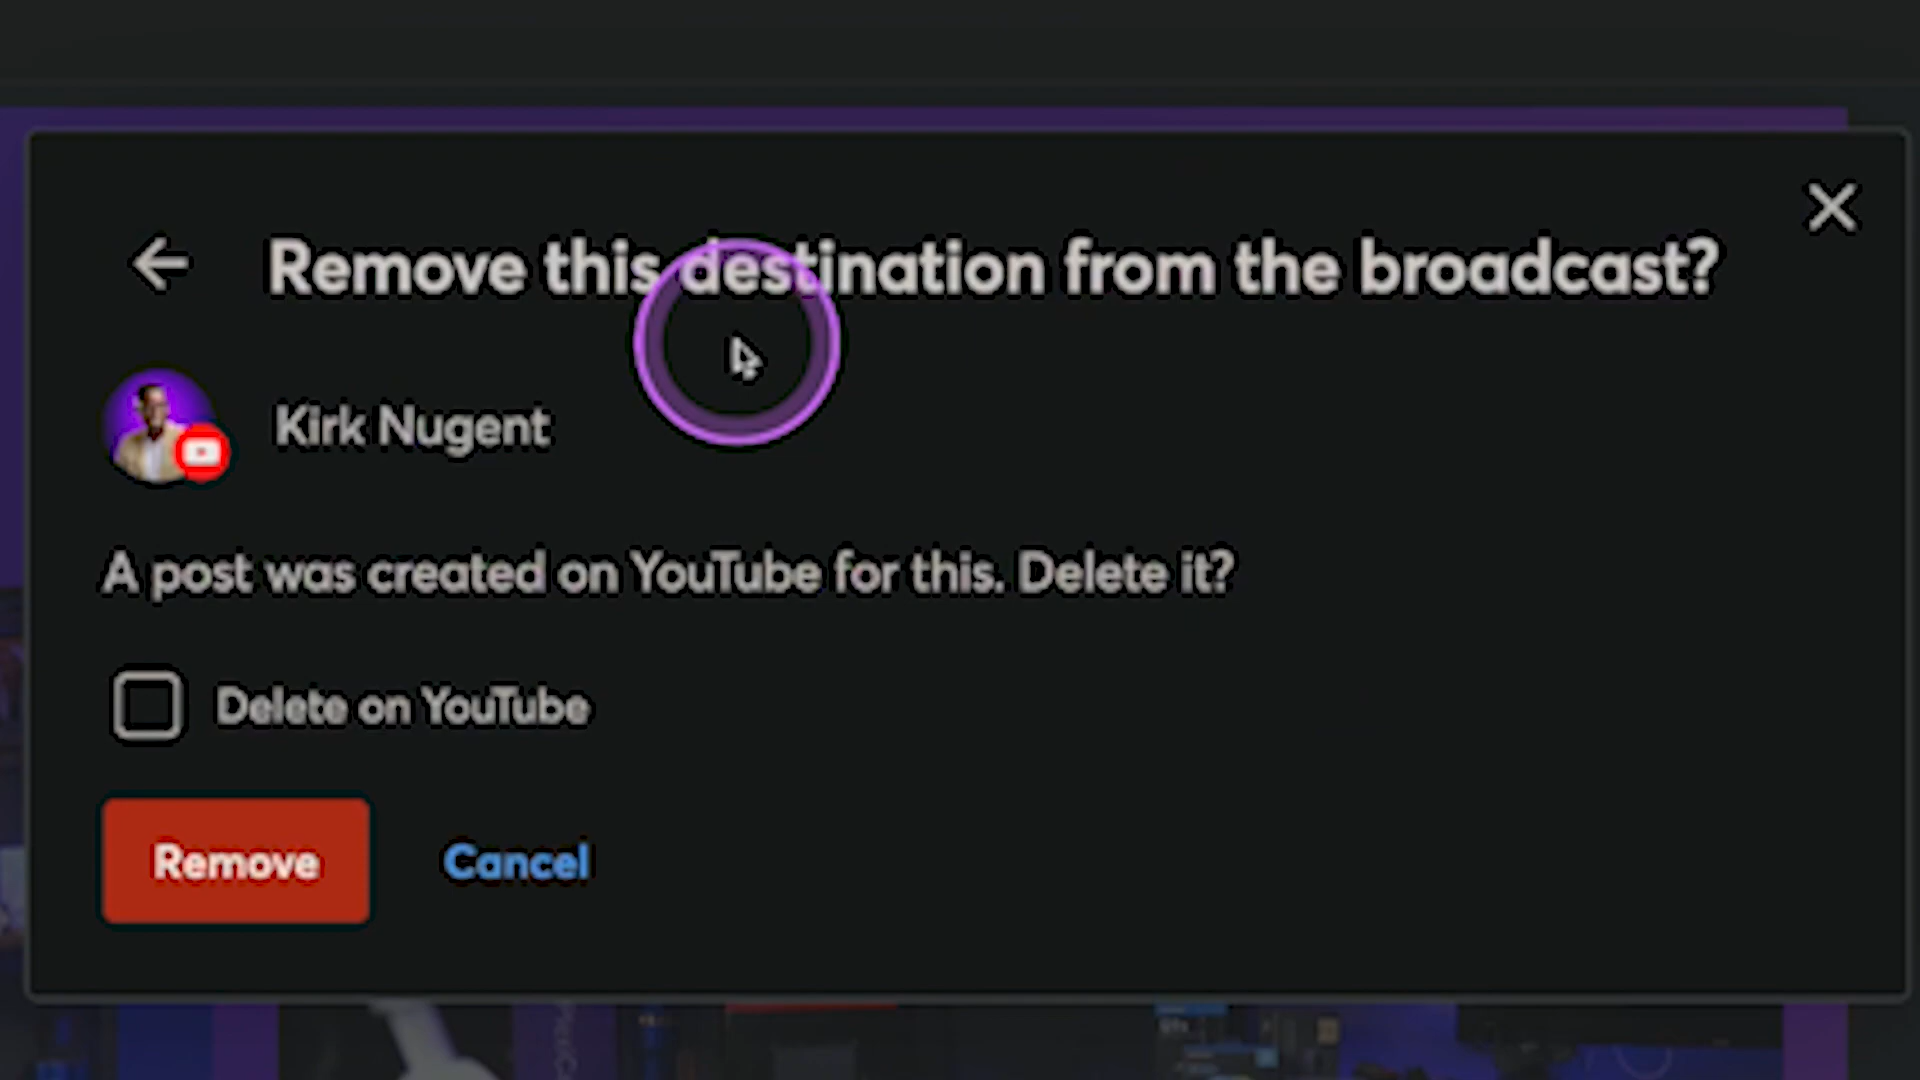 Remove this destination from the broadcast?
Kirk Nugent
A post was created on YouTube for this. Delete it?
Delete on YouTube
Remove
Cancel